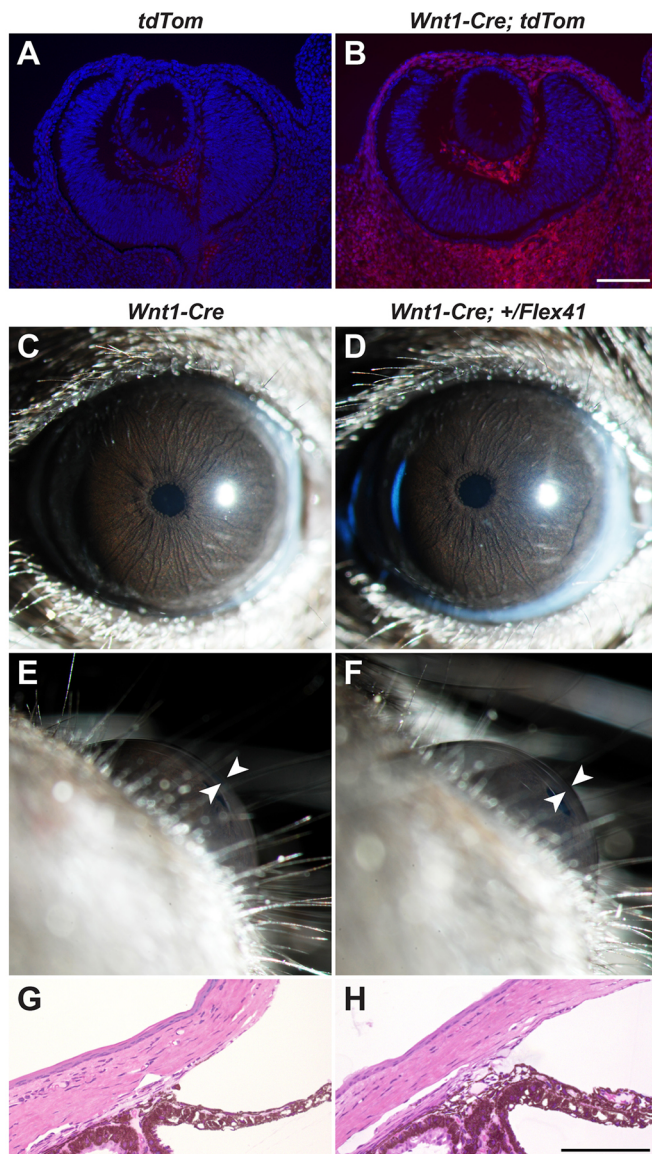 tdTom Wnt1-Cre; tdTom
A B
Wnt1-Cre Wnt1-Cre; +/Flex41
C D
E F
G H